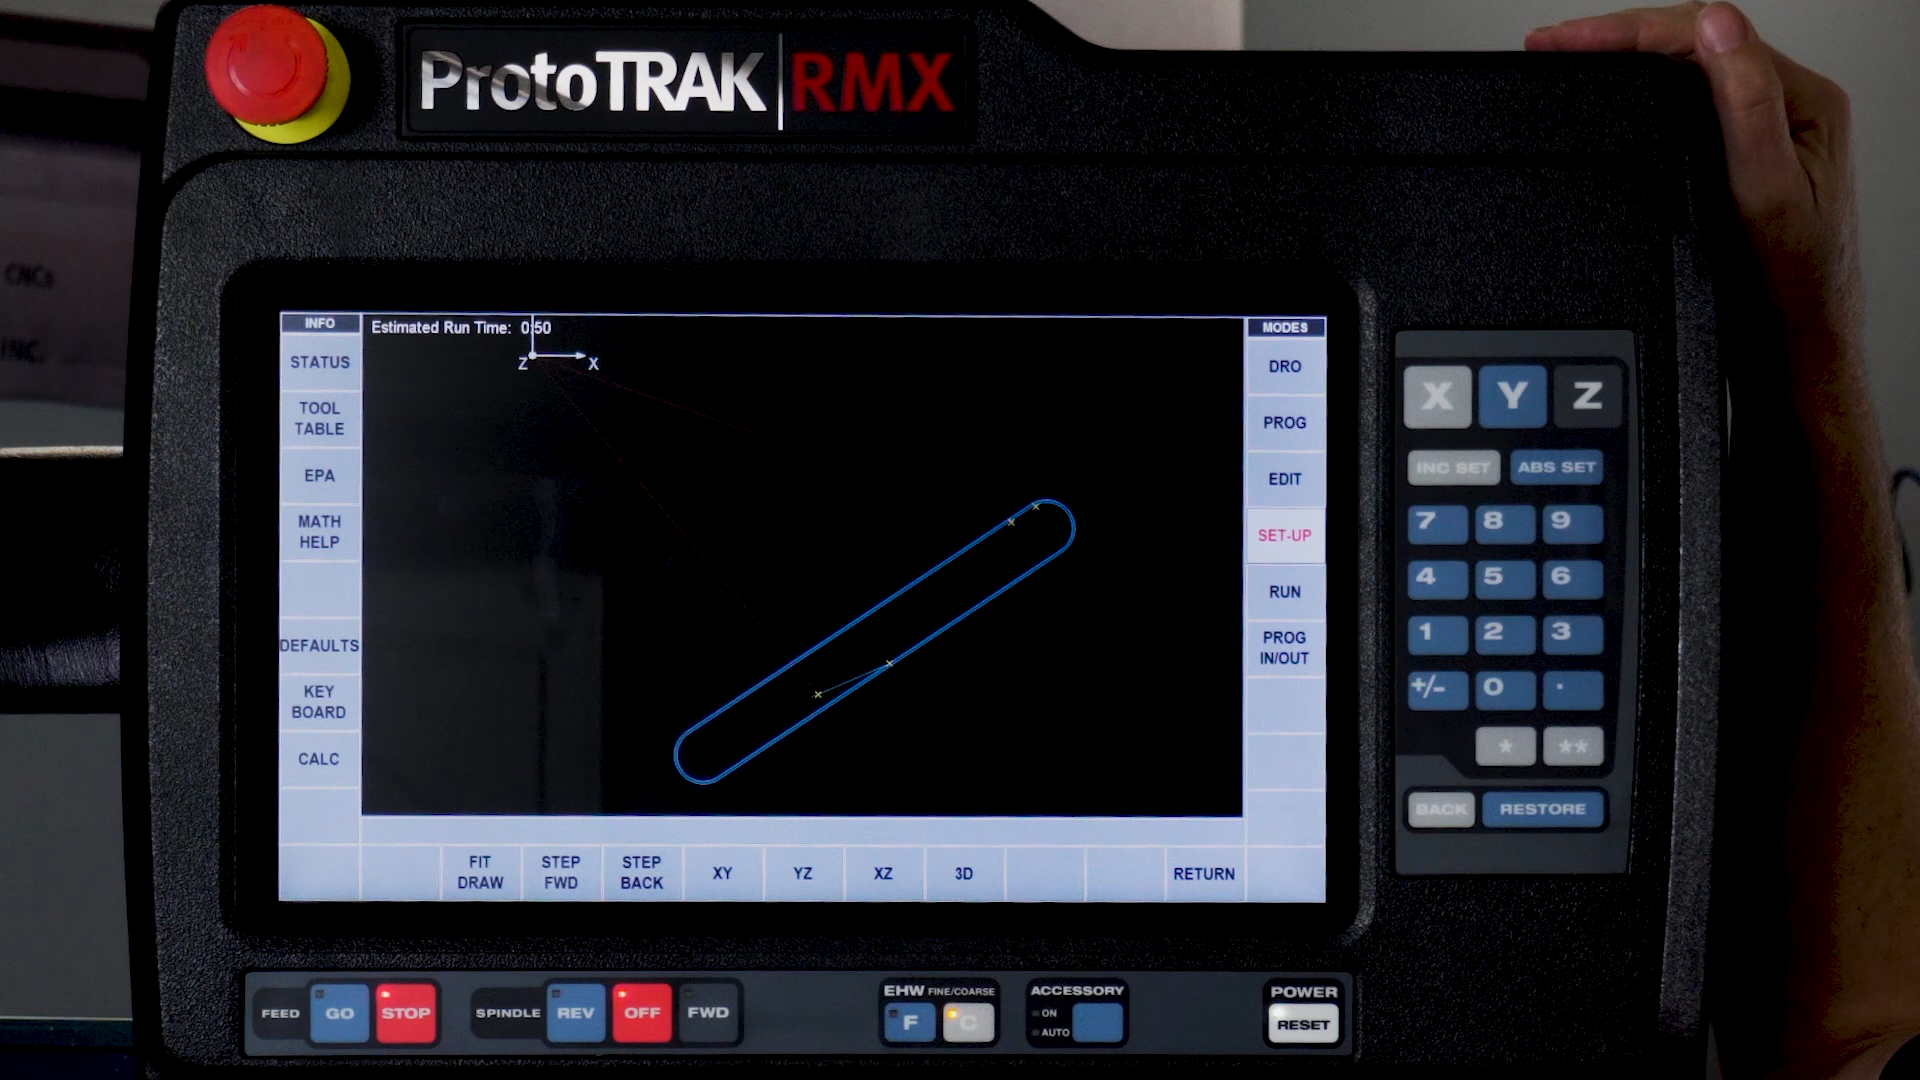 ProtoTRAK RMX
CNCs
INC.
INFO
STATUS
TOOL
TABLE
EPA
MATH
HELP
DEFAULTS
KEY
BOARD
CALC
Estimated Run Time: 0:50
Z
X
MODES
DRO
PROG
EDIT
SET-UP
RUN
PROG
IN/OUT
FIT
DRAW
STEP
FWD
STEP
BACK
XY
YZ
XZ
3D
RETURN
X Y Z
INC SET ABS SET
7 8 9
4 5 6
1 2 3
+/- 0 .
* **
BACK RESTORE
FEED GO STOP
SPINDLE REV OFF FWD
EHW FINE/COARSE
F C
ACCESSORY
ON
AUTO
POWER
RESET